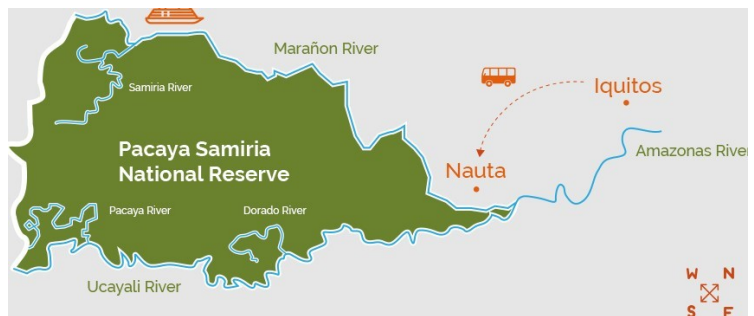 Marañon River
Samiria River
Iquitos
Pacaya Samiria
National Reserve
Amazonas River
Nauta
Pacaya River
Dorado River
Ucayali River
W N
S E